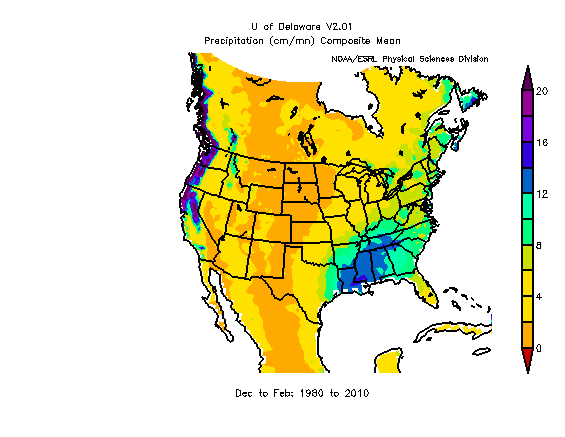 U of Delaware V2.01
Precipitation (cm/mn) Composite Mean
NOAA/ESRL Physical Sciences Division
20
16
12
8
4
0
Dec to Feb: 1980 to 2010